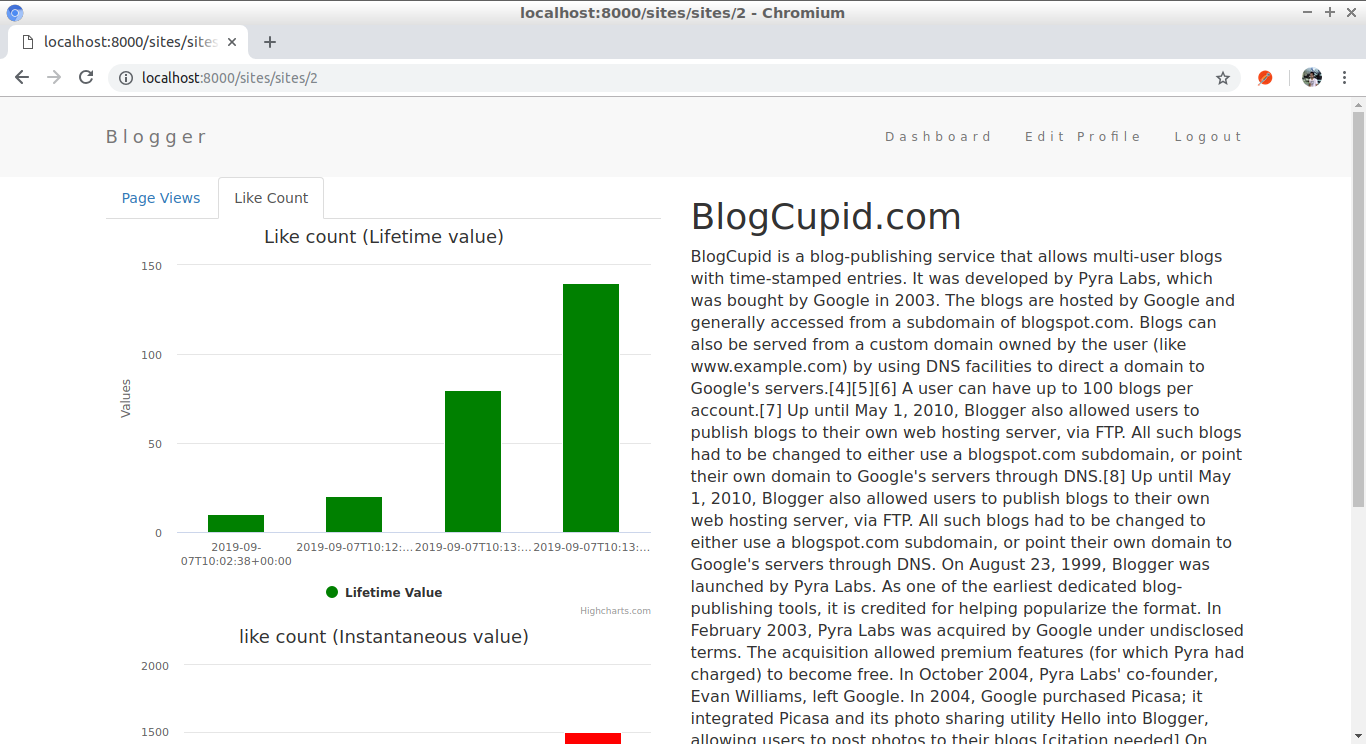 localhost:8000/sites/sites/2 - Chromium
localhost:8000/sites/sites
localhost:8000/sites/sites/2
Blogger
Dashboard Edit Profile Logout
Page Views Like Count
Like count (Lifetime value)
150
100
50
0
Values
2019-09-
07T10:02:38+00:00
2019-09-07T10:12:... 2019-09-07T10:13:... 2019-09-07T10:13:...
Lifetime Value
Highcharts.com
like count (Instantaneous value)
2000
1500
BlogCupid.com
BlogCupid is a blog-publishing service that allows multi-user blogs
with time-stamped entries. It was developed by Pyra Labs, which
was bought by Google in 2003. The blogs are hosted by Google and
generally accessed from a subdomain of blogspot.com. Blogs can
also be served from a custom domain owned by the user (like
www.example.com) by using DNS facilities to direct a domain to
Google's servers.[4][5][6] A user can have up to 100 blogs per
account.[7] Up until May 1, 2010, Blogger also allowed users to
publish blogs to their own web hosting server, via FTP. All such blogs
had to be changed to either use a blogspot.com subdomain, or point
their own domain to Google's servers through DNS.[8] Up until May
1, 2010, Blogger also allowed users to publish blogs to their own
web hosting server, via FTP. All such blogs had to be changed to
either use a blogspot.com subdomain, or point their own domain to
Google's servers through DNS. On August 23, 1999, Blogger was
launched by Pyra Labs. As one of the earliest dedicated blog-
publishing tools, it is credited for helping popularize the format. In
February 2003, Pyra Labs was acquired by Google under undisclosed
terms. The acquisition allowed premium features (for which Pyra had
charged) to become free. In October 2004, Pyra Labs' co-founder,
Evan Williams, left Google. In 2004, Google purchased Picasa; it
integrated Picasa and its photo sharing utility Hello into Blogger,
allowing users to post photos to their blogs.[citation needed] On